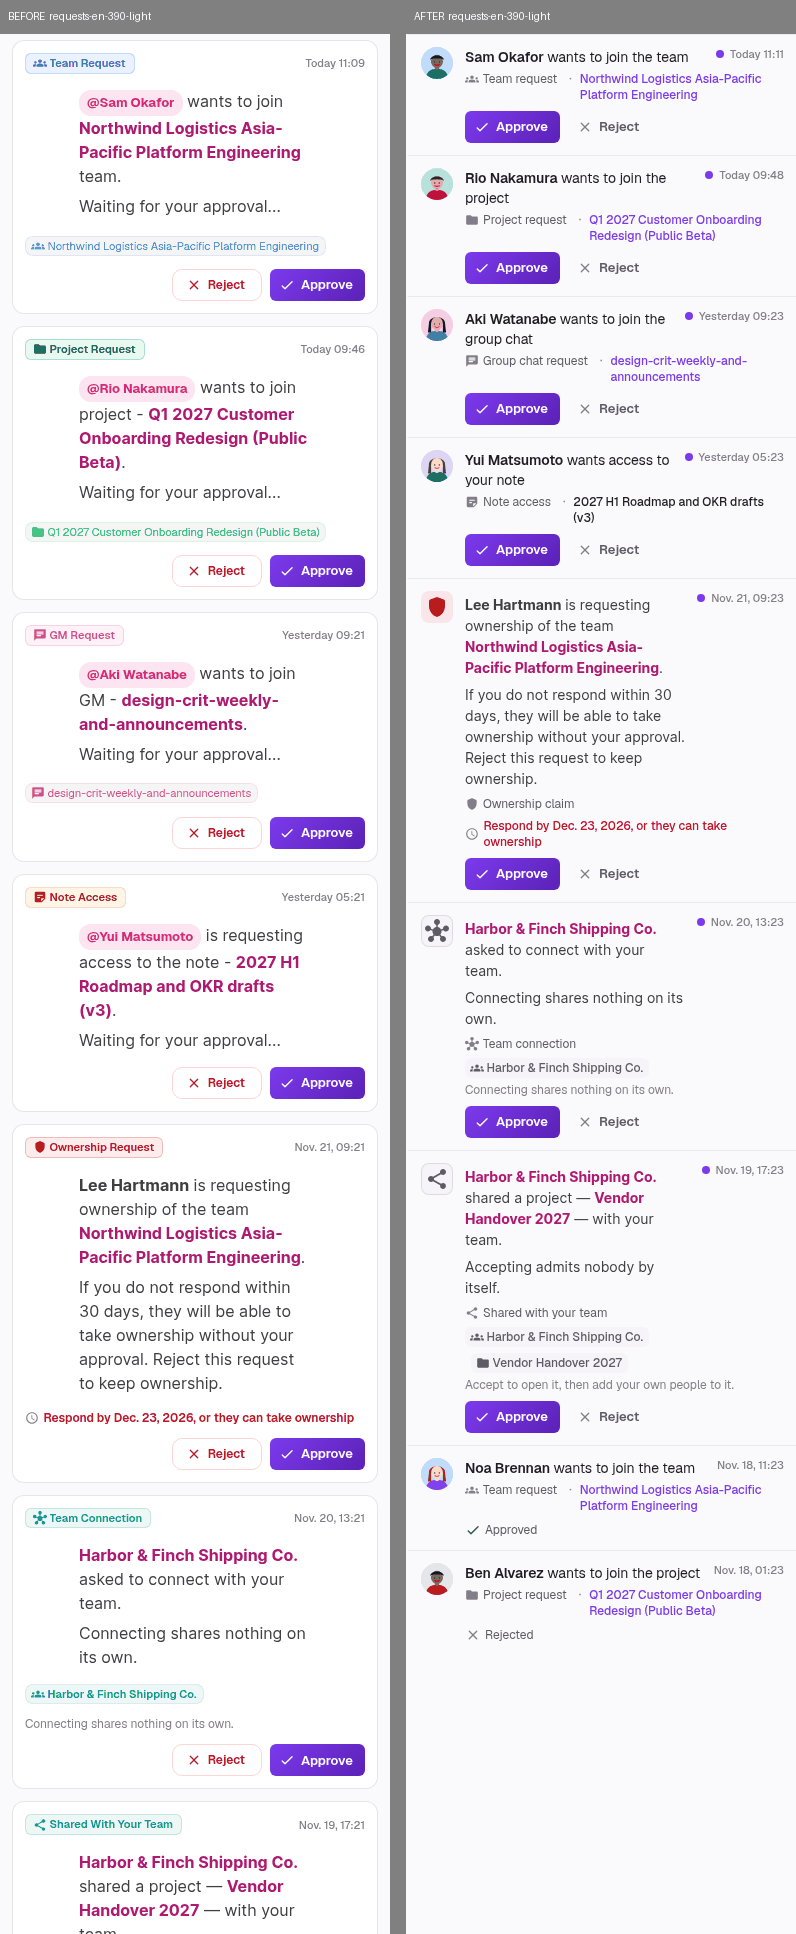 BEFORE requests-en-390-light
Team Request
Today 11:09
@Sam Okafor wants to join
Northwind Logistics Asia-
Pacific Platform Engineering
team.
Waiting for your approval...
Northwind Logistics Asia-Pacific Platform Engineering
Reject
Approve
Project Request
Today 09:46
@Rio Nakamura wants to join
project - Q1 2027 Customer
Onboarding Redesign (Public
Beta).
Waiting for your approval...
Q1 2027 Customer Onboarding Redesign (Public Beta)
Reject
Approve
GM Request
Yesterday 09:21
@Aki Watanabe wants to join
GM - design-crit-weekly-
and-announcements.
Waiting for your approval...
design-crit-weekly-and-announcements
Reject
Approve
Note Access
Yesterday 05:21
@Yui Matsumoto is requesting
access to the note - 2027 H1
Roadmap and OKR drafts
(v3).
Waiting for your approval...
Reject
Approve
Ownership Request
Nov. 21, 09:21
Lee Hartmann is requesting
ownership of the team
Northwind Logistics Asia-
Pacific Platform Engineering.
If you do not respond within
30 days, they will be able to
take ownership without your
approval. Reject this request
to keep ownership.
Respond by Dec. 23, 2026, or they can take ownership
Reject
Approve
Team Connection
Nov. 20, 13:21
Harbor & Finch Shipping Co.
asked to connect with your
team.
Connecting shares nothing on
its own.
Harbor & Finch Shipping Co.
Connecting shares nothing on its own.
Reject
Approve
Shared With Your Team
Nov. 19, 17:21
Harbor & Finch Shipping Co.
shared a project — Vendor
Handover 2027 — with your
team.
AFTER requests-en-390-light
Sam Okafor wants to join the team
Today 11:11
Team request · Northwind Logistics Asia-Pacific
Platform Engineering
Approve
Reject
Rio Nakamura wants to join the
project
Today 09:48
Project request · Q1 2027 Customer Onboarding
Redesign (Public Beta)
Approve
Reject
Aki Watanabe wants to join the
group chat
Yesterday 09:23
Group chat request · design-crit-weekly-and-
announcements
Approve
Reject
Yui Matsumoto wants access to
your note
Yesterday 05:23
Note access · 2027 H1 Roadmap and OKR drafts
(v3)
Approve
Reject
Lee Hartmann is requesting
ownership of the team
Northwind Logistics Asia-
Pacific Platform Engineering.
Nov. 21, 09:23
If you do not respond within 30
days, they will be able to take
ownership without your approval.
Reject this request to keep
ownership.
Ownership claim
Respond by Dec. 23, 2026, or they can take
ownership
Approve
Reject
Harbor & Finch Shipping Co.
asked to connect with your
team.
Nov. 20, 13:23
Connecting shares nothing on its
own.
Team connection
Harbor & Finch Shipping Co.
Connecting shares nothing on its own.
Approve
Reject
Harbor & Finch Shipping Co.
shared a project — Vendor
Handover 2027 — with your
team.
Nov. 19, 17:23
Accepting admits nobody by
itself.
Shared with your team
Harbor & Finch Shipping Co.
Vendor Handover 2027
Accept to open it, then add your own people to it.
Approve
Reject
Noa Brennan wants to join the team
Nov. 18, 11:23
Team request · Northwind Logistics Asia-Pacific
Platform Engineering
Approved
Ben Alvarez wants to join the project
Nov. 18, 01:23
Project request · Q1 2027 Customer Onboarding
Redesign (Public Beta)
Rejected